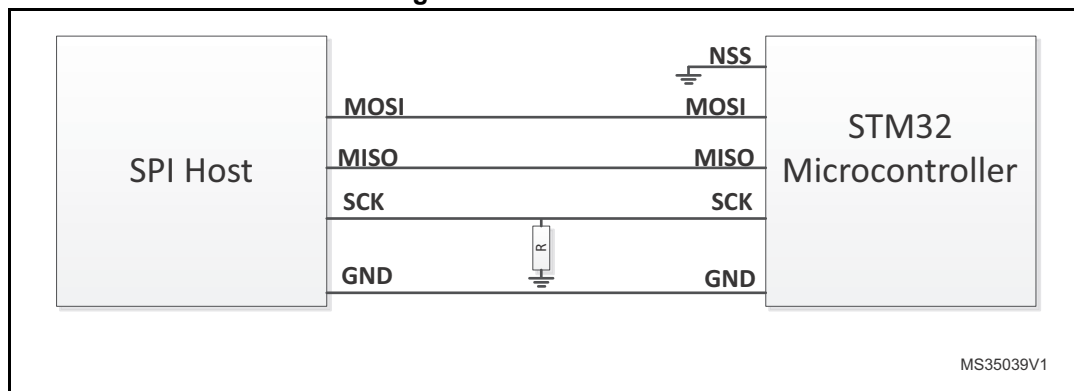 NSS
MOSI MOSI
STM32
SPI Host MISO MISO Microcontroller
SCK SCK
R
GND GND
MS35039V1